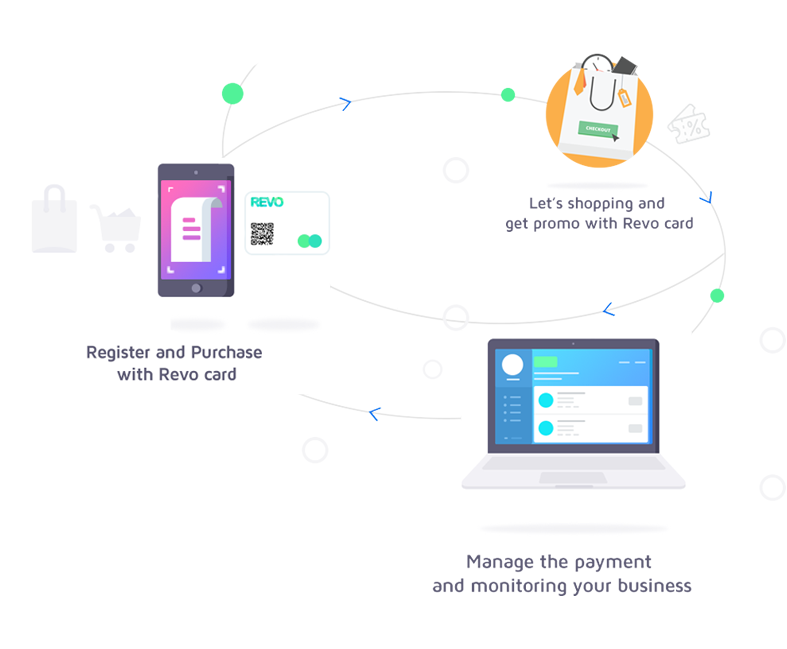 CHECKOUT
Let's shopping and
get promo with Revo card
REVO
Register and Purchase
with Revo card
Manage the payment
and monitoring your business